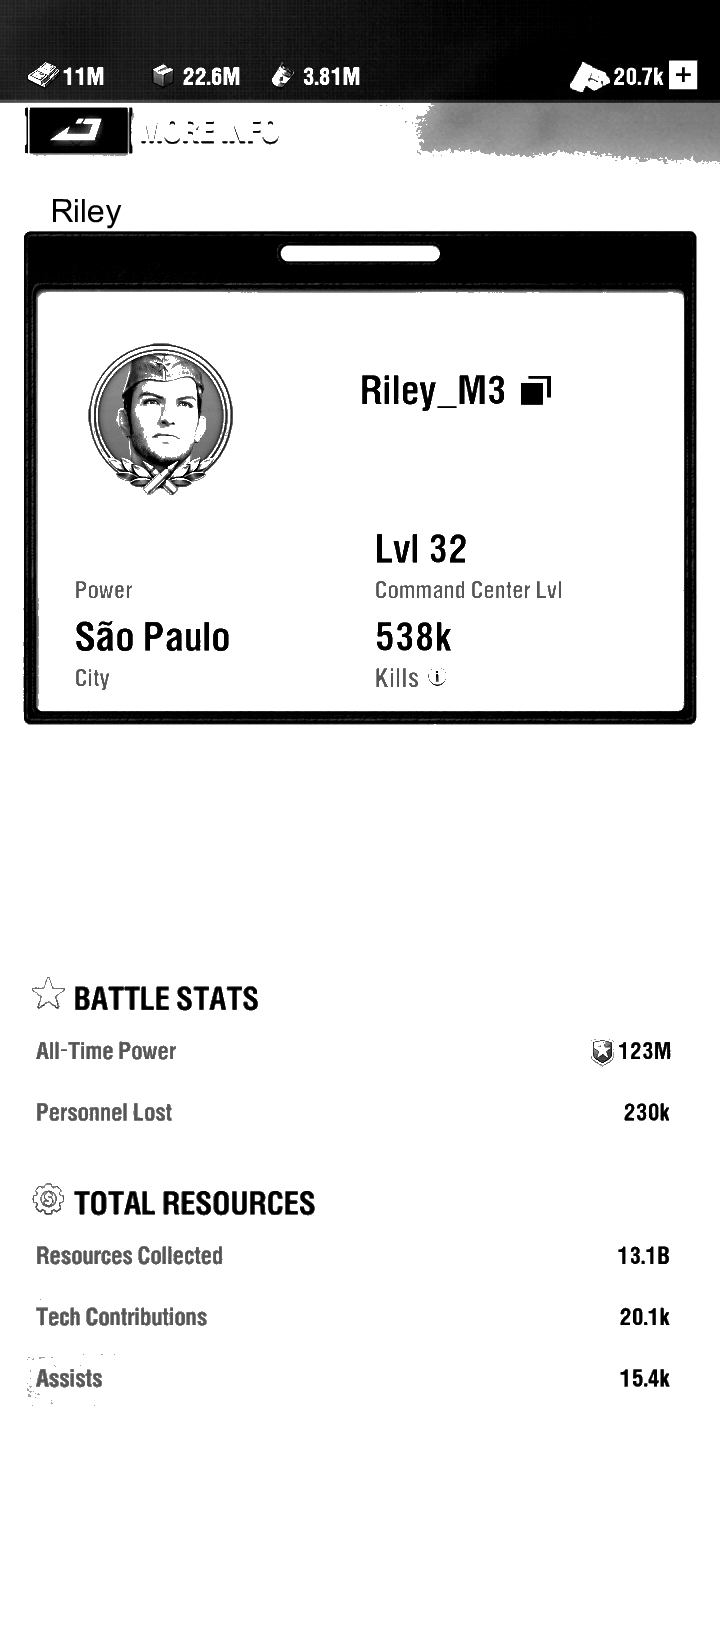 11M 22.6M 3.81M 20.7k
MORE INFO
Riley
Riley_M3
Lvl 32
Power Command Center Lvl
São Paulo 538k
City Kills
BATTLE STATS
All-Time Power 123M
Personnel Lost 230k
TOTAL RESOURCES
Resources Collected 13.1B
Tech Contributions 20.1k
Assists 15.4k